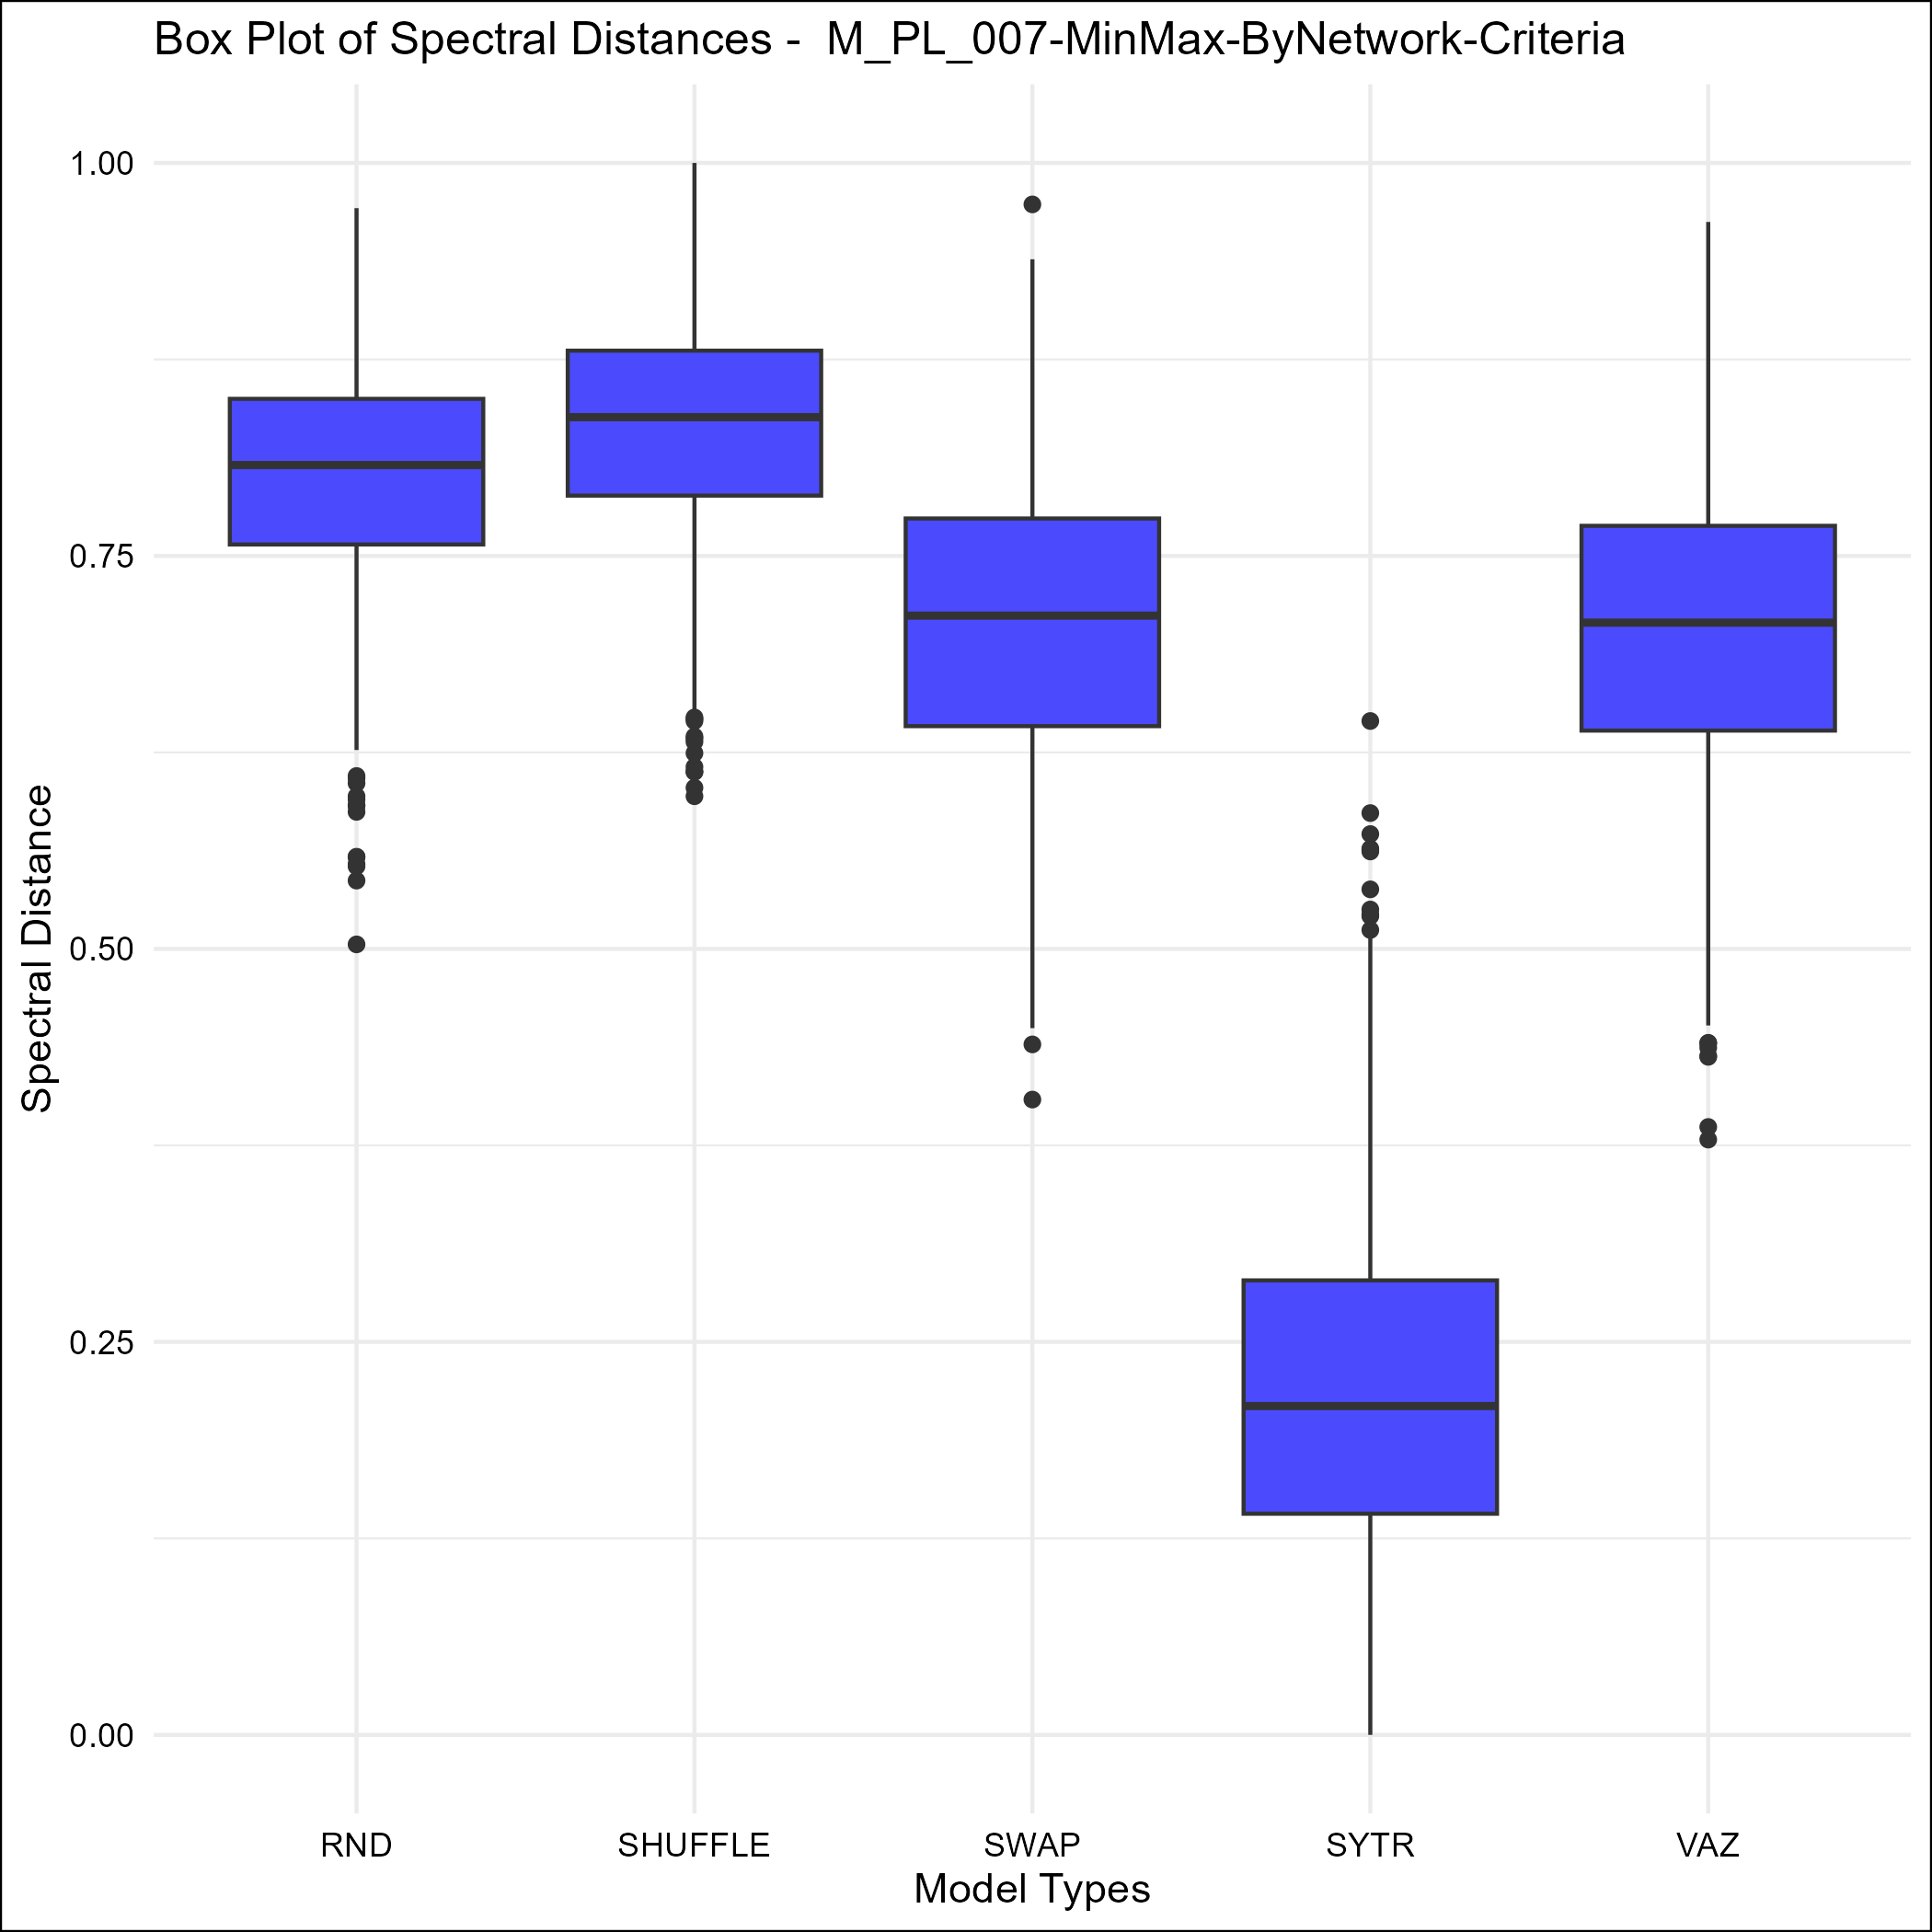 Box Plot of Spectral Distances -  M_PL_007-MinMax-ByNetwork-Criteria
Spectral Distance
1.00
0.75
0.50
0.25
0.00
RND SHUFFLE SWAP SYTR VAZ
Model Types